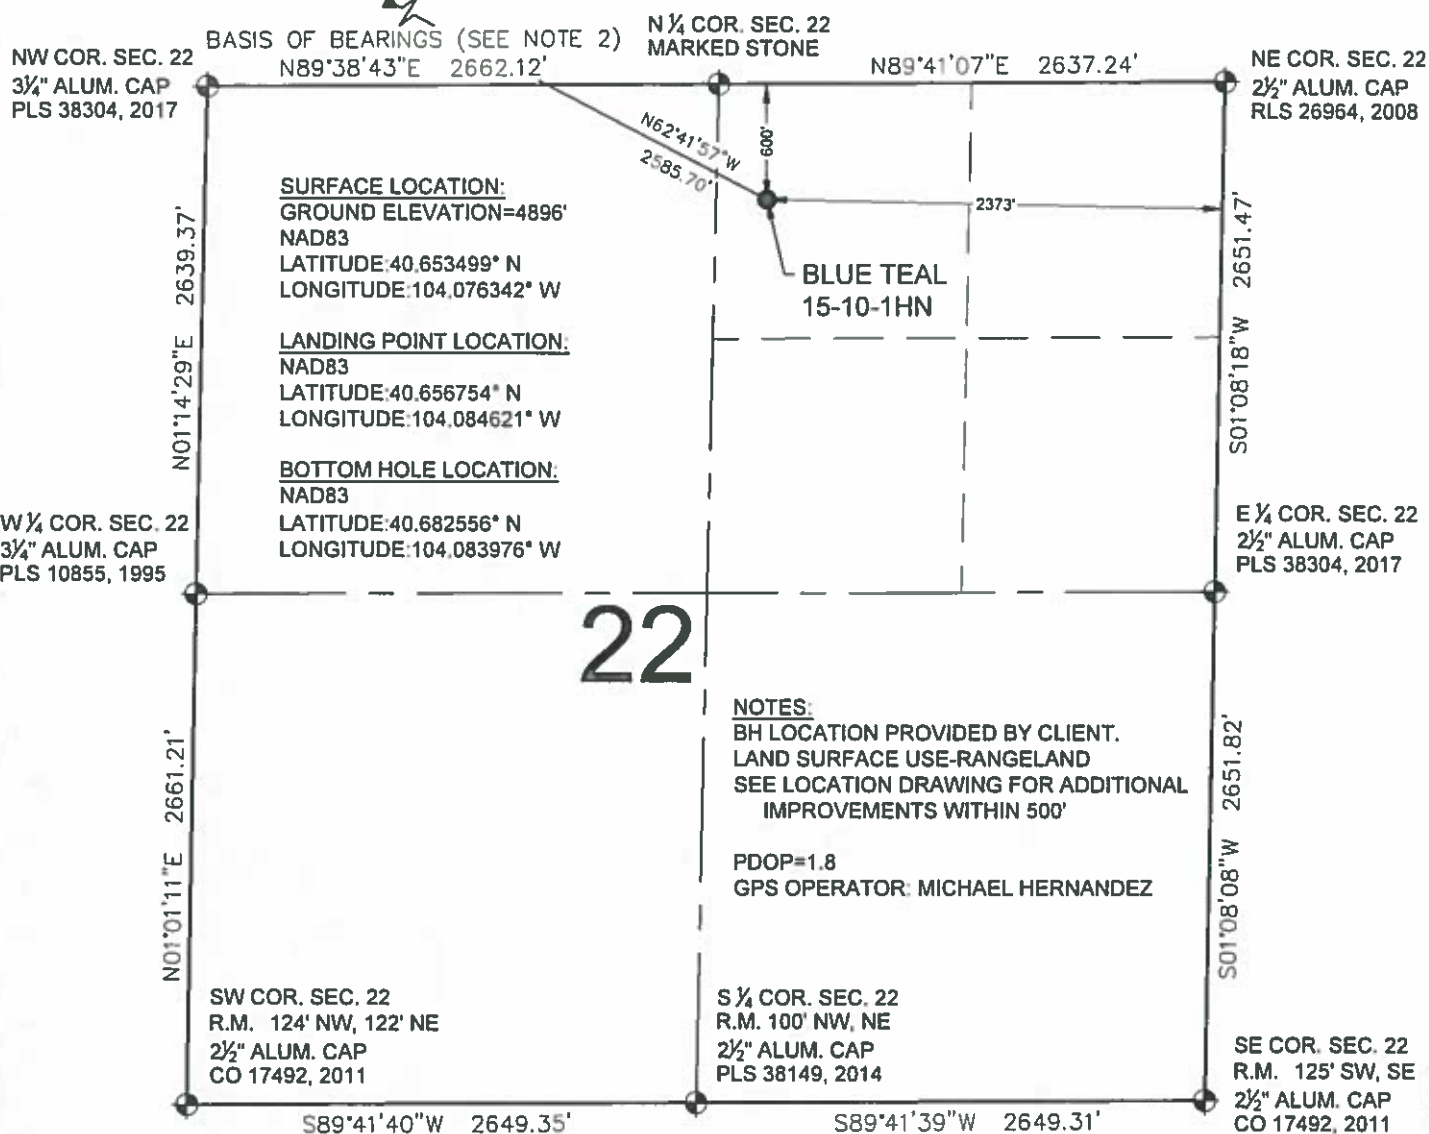 BASIS OF BEARINGS (SEE NOTE 2)
N89°38'43"E 2662.12'
N ¼ COR. SEC. 22
MARKED STONE
N89°41'07"E 2637.24'
NW COR. SEC. 22
3¼" ALUM. CAP
PLS 38304, 2017
NE COR. SEC. 22
2½" ALUM. CAP
RLS 26964, 2008
N62°41'57"W
2585.70'
600'
2373'
BLUE TEAL
15-10-1HN
SURFACE LOCATION:
GROUND ELEVATION=4896'
NAD83
LATITUDE:40.653499° N
LONGITUDE:104.076342° W
LANDING POINT LOCATION:
NAD83
LATITUDE:40.656754° N
LONGITUDE:104.084621° W
BOTTOM HOLE LOCATION:
NAD83
LATITUDE:40.682556° N
LONGITUDE:104.083976° W
N01°14'29"E 2639.37'
S01°08'18"W 2651.47'
W ¼ COR. SEC. 22
3¼" ALUM. CAP
PLS 10855, 1995
E ¼ COR. SEC. 22
2½" ALUM. CAP
PLS 38304, 2017
22
NOTES:
BH LOCATION PROVIDED BY CLIENT.
LAND SURFACE USE-RANGELAND
SEE LOCATION DRAWING FOR ADDITIONAL
IMPROVEMENTS WITHIN 500'
PDOP=1.8
GPS OPERATOR: MICHAEL HERNANDEZ
N01°01'11"E 2661.21'
S01°08'08"W 2651.82'
SW COR. SEC. 22
R.M. 124' NW, 122' NE
2½" ALUM. CAP
CO 17492, 2011
S ¼ COR. SEC. 22
R.M. 100' NW, NE
2½" ALUM. CAP
PLS 38149, 2014
SE COR. SEC. 22
R.M. 125' SW, SE
2½" ALUM. CAP
CO 17492, 2011
S89°41'40"W 2649.35'
S89°41'39"W 2649.31'